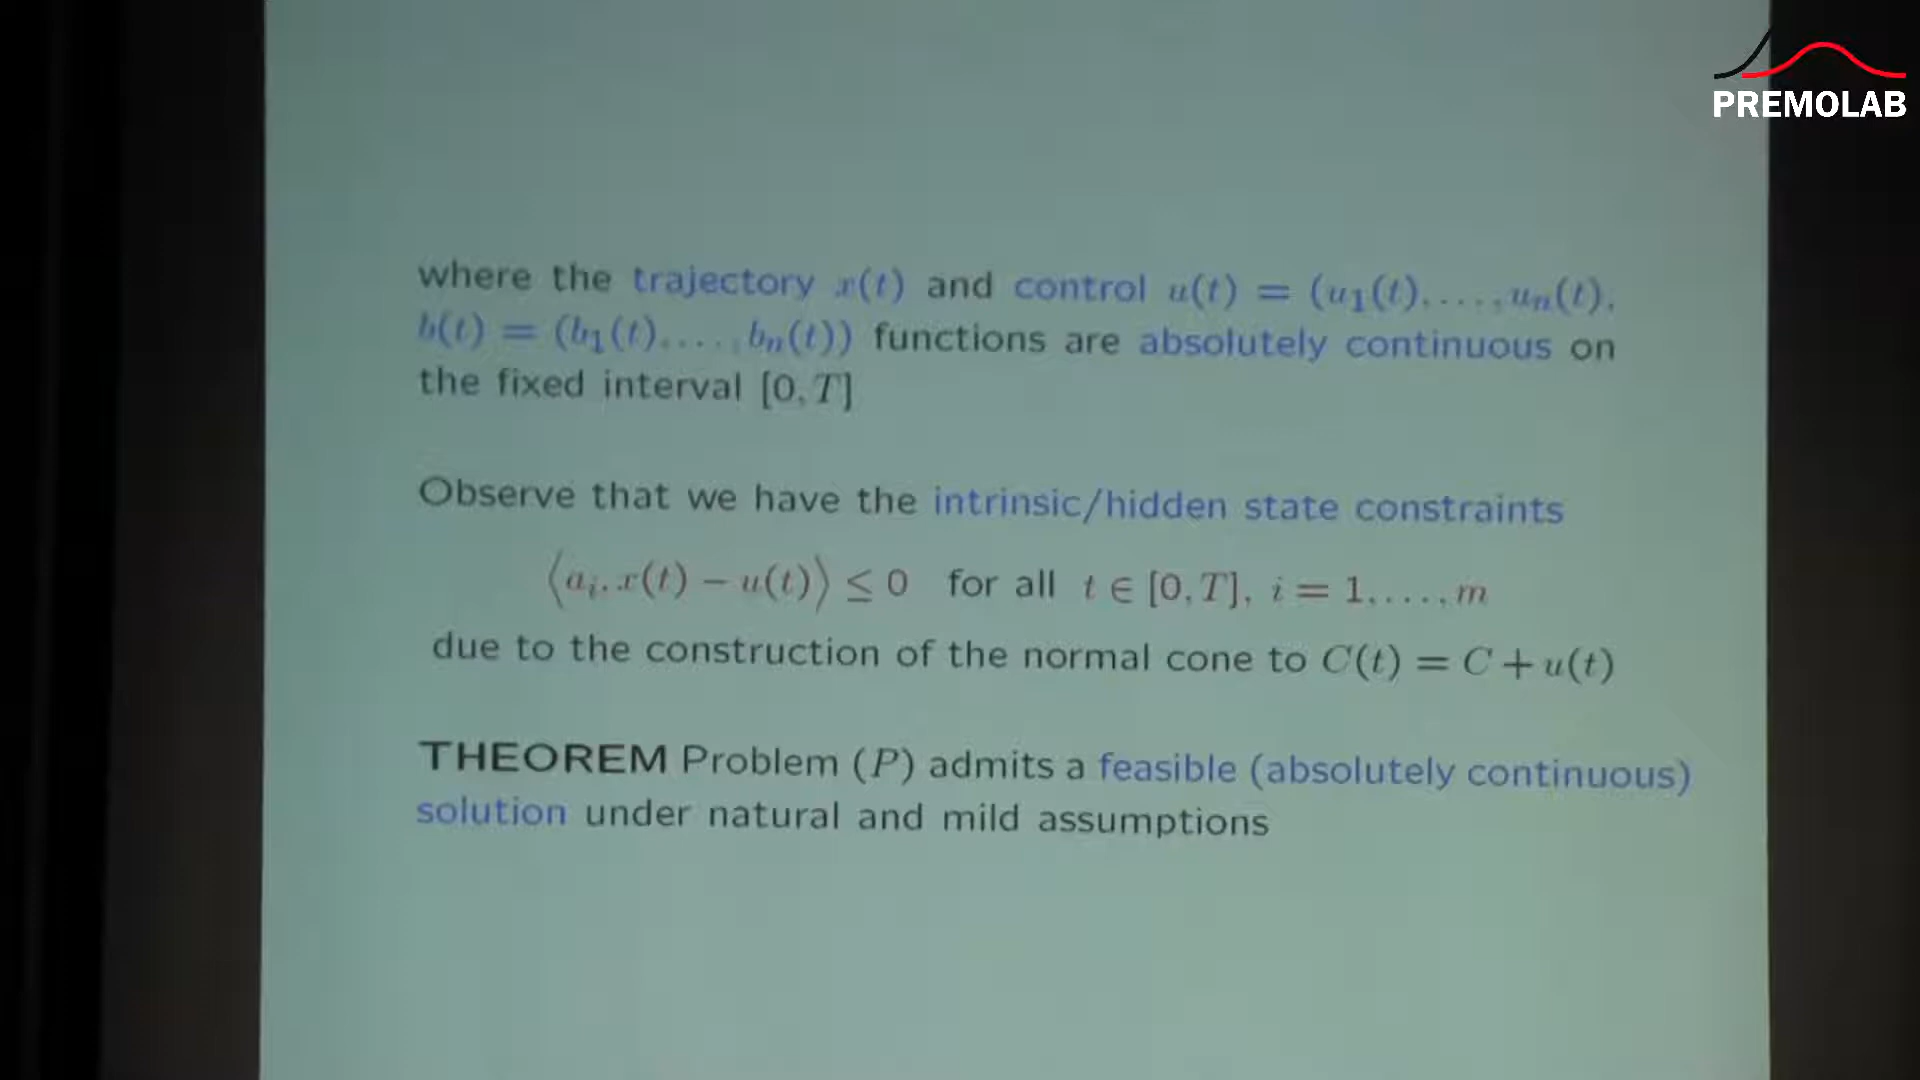 PREMOLAB
where the trajectory x(t) and control u(t) = (u₁(t),...,uₙ(t),
b(t) = (b₁(t),...,bₙ(t)) functions are absolutely continuous on
the fixed interval [0,T]
Observe that we have the intrinsic/hidden state constraints
⟨aᵢ, x(t) − u(t)⟩ ≤ 0 for all t ∈ [0,T], i = 1,...,m
due to the construction of the normal cone to C(t) = C + u(t)
THEOREM Problem (P) admits a feasible (absolutely continuous)
solution under natural and mild assumptions